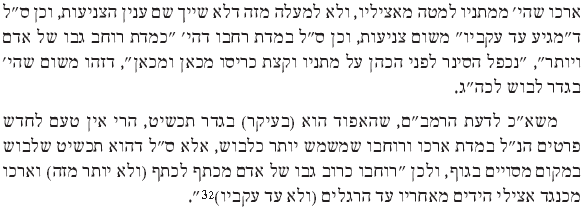 ארכו שהי׳ ממתניו למטה מאציליו, ולא למעלה מזה דלא שייך שם ענין הצניעות, וכן ס״ל
ד״מגיע עד עקביו״ משום צניעות, וכן ס״ל במדת רחבו דהי׳ ״כמדת רוחב גבו של אדם
ויותר״, ״נכפל הסינר לפני הכהן על מתניו וקצת כריסו מכאן ומכאן״, דזהו משום שהי׳
בגדר לבוש לכה״ג.
משא״כ לדעת הרמב״ם, שהאפוד הוא (בעיקר) בגדר תכשיט, הרי אין טעם לחדש
פרטים הנ״ל במדת ארכו ורוחבו שמשמש יותר כלבוש, אלא ס״ל דהוא תכשיט שלבוש
במקום מסויים בגוף, ולכן ״רוחבו כרוב גבו של אדם מכתף לכתף (ולא יותר מזה) וארכו
מכנגד אצילי הידים מאחריו עד הרגלים (ולא עד עקביו)32״.